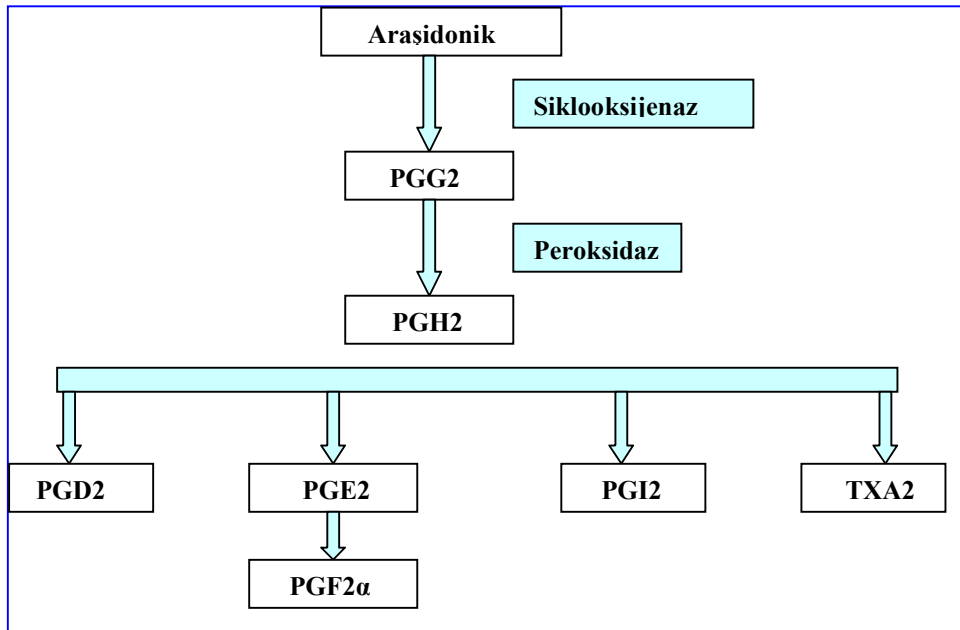 Araşidonik
Siklooksijenaz
PGG2
Peroksidaz
PGH2
PGD2
PGE2
PGI2
TXA2
PGF2α